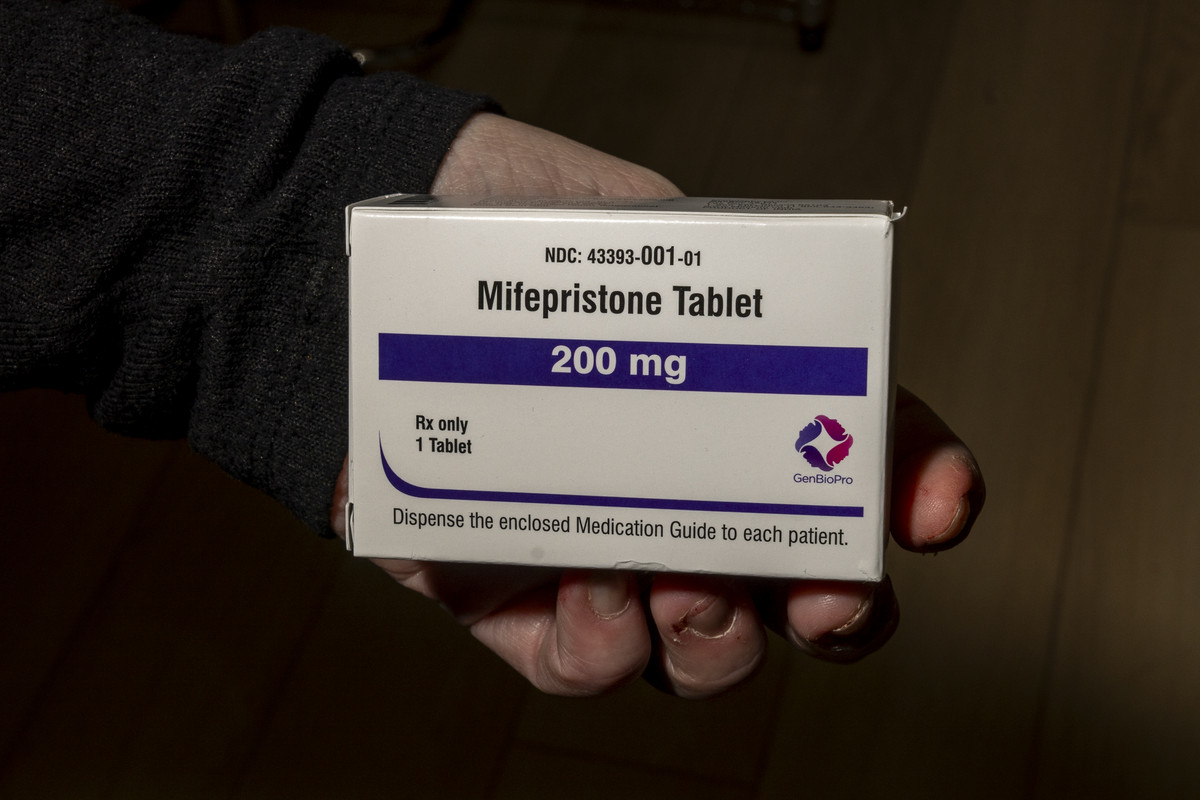 NDC: 43393-001-01
Mifepristone Tablet
200 mg
Rx only
1 Tablet
GenBioPro
Dispense the enclosed Medication Guide to each patient.